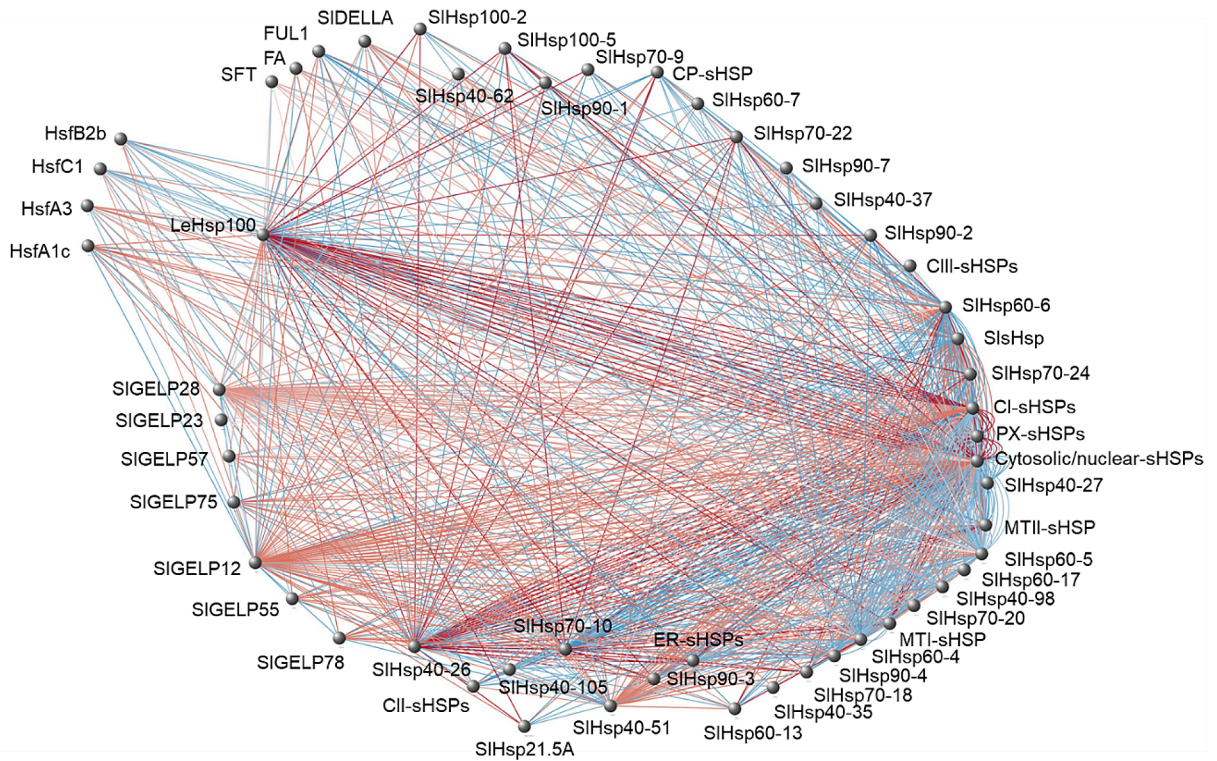 SlDELLA
SlHsp100-2
FUL1
SlHsp100-5
FA
SlHsp70-9
SFT
CP-sHSP
SlHsp40-62
SlHsp90-1
SlHsp60-7
HsfB2b
SlHsp70-22
HsfC1
SlHsp90-7
HsfA3
SlHsp40-37
LeHsp100
SlHsp90-2
HsfA1c
CIII-sHSPs
SlHsp60-6
SlsHsp
SlHsp70-24
SlGELP28
CI-sHSPs
SlGELP23
PX-sHSPs
SlGELP57
Cytosolic/nuclear-sHSPs
SlHsp40-27
SlGELP75
MTII-sHSP
SlGELP12
SlHsp60-5
SlHsp60-17
SlHsp40-98
SlGELP55
SlHsp70-20
SlHsp70-10
ER-sHSPs
MTI-sHSP
SlGELP78
SlHsp40-26
SlHsp60-4
SlHsp90-3
SlHsp90-4
SlHsp40-105
SlHsp70-18
CII-sHSPs
SlHsp40-35
SlHsp40-51
SlHsp60-13
SlHsp21.5A